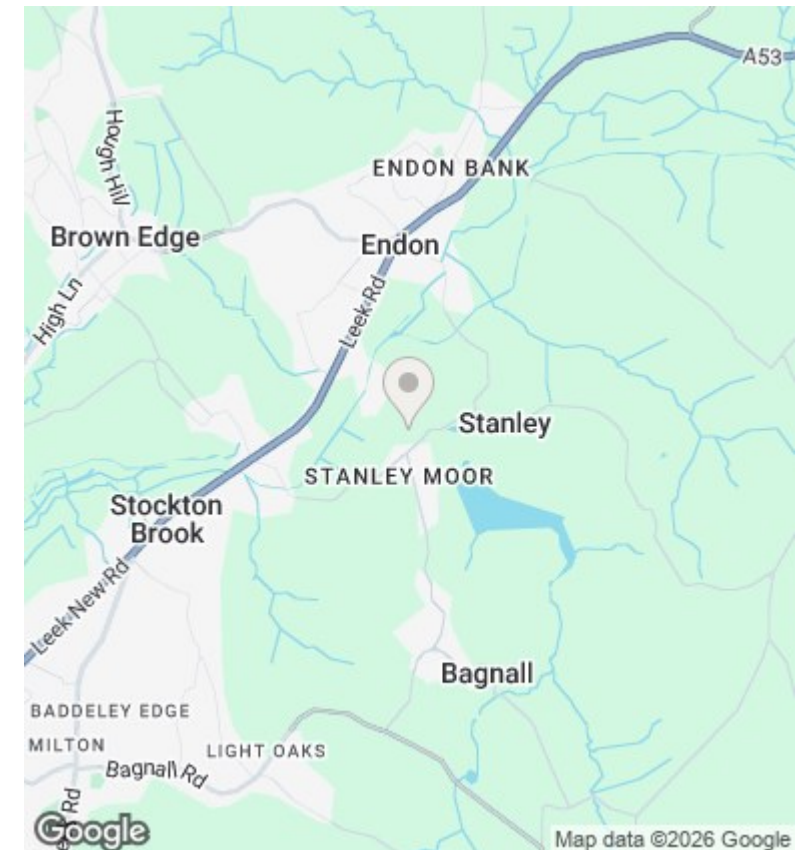 A53
Hough Hill
ENDON BANK
Brown Edge
Endon
High Ln
Leek Rd
Stanley
STANLEY MOOR
Stockton
Brook
Leek New Rd
Bagnall
BADDELEY EDGE
MILTON
LIGHT OAKS
Bagnall Rd
Rd
Google
Map data ©2026 Google